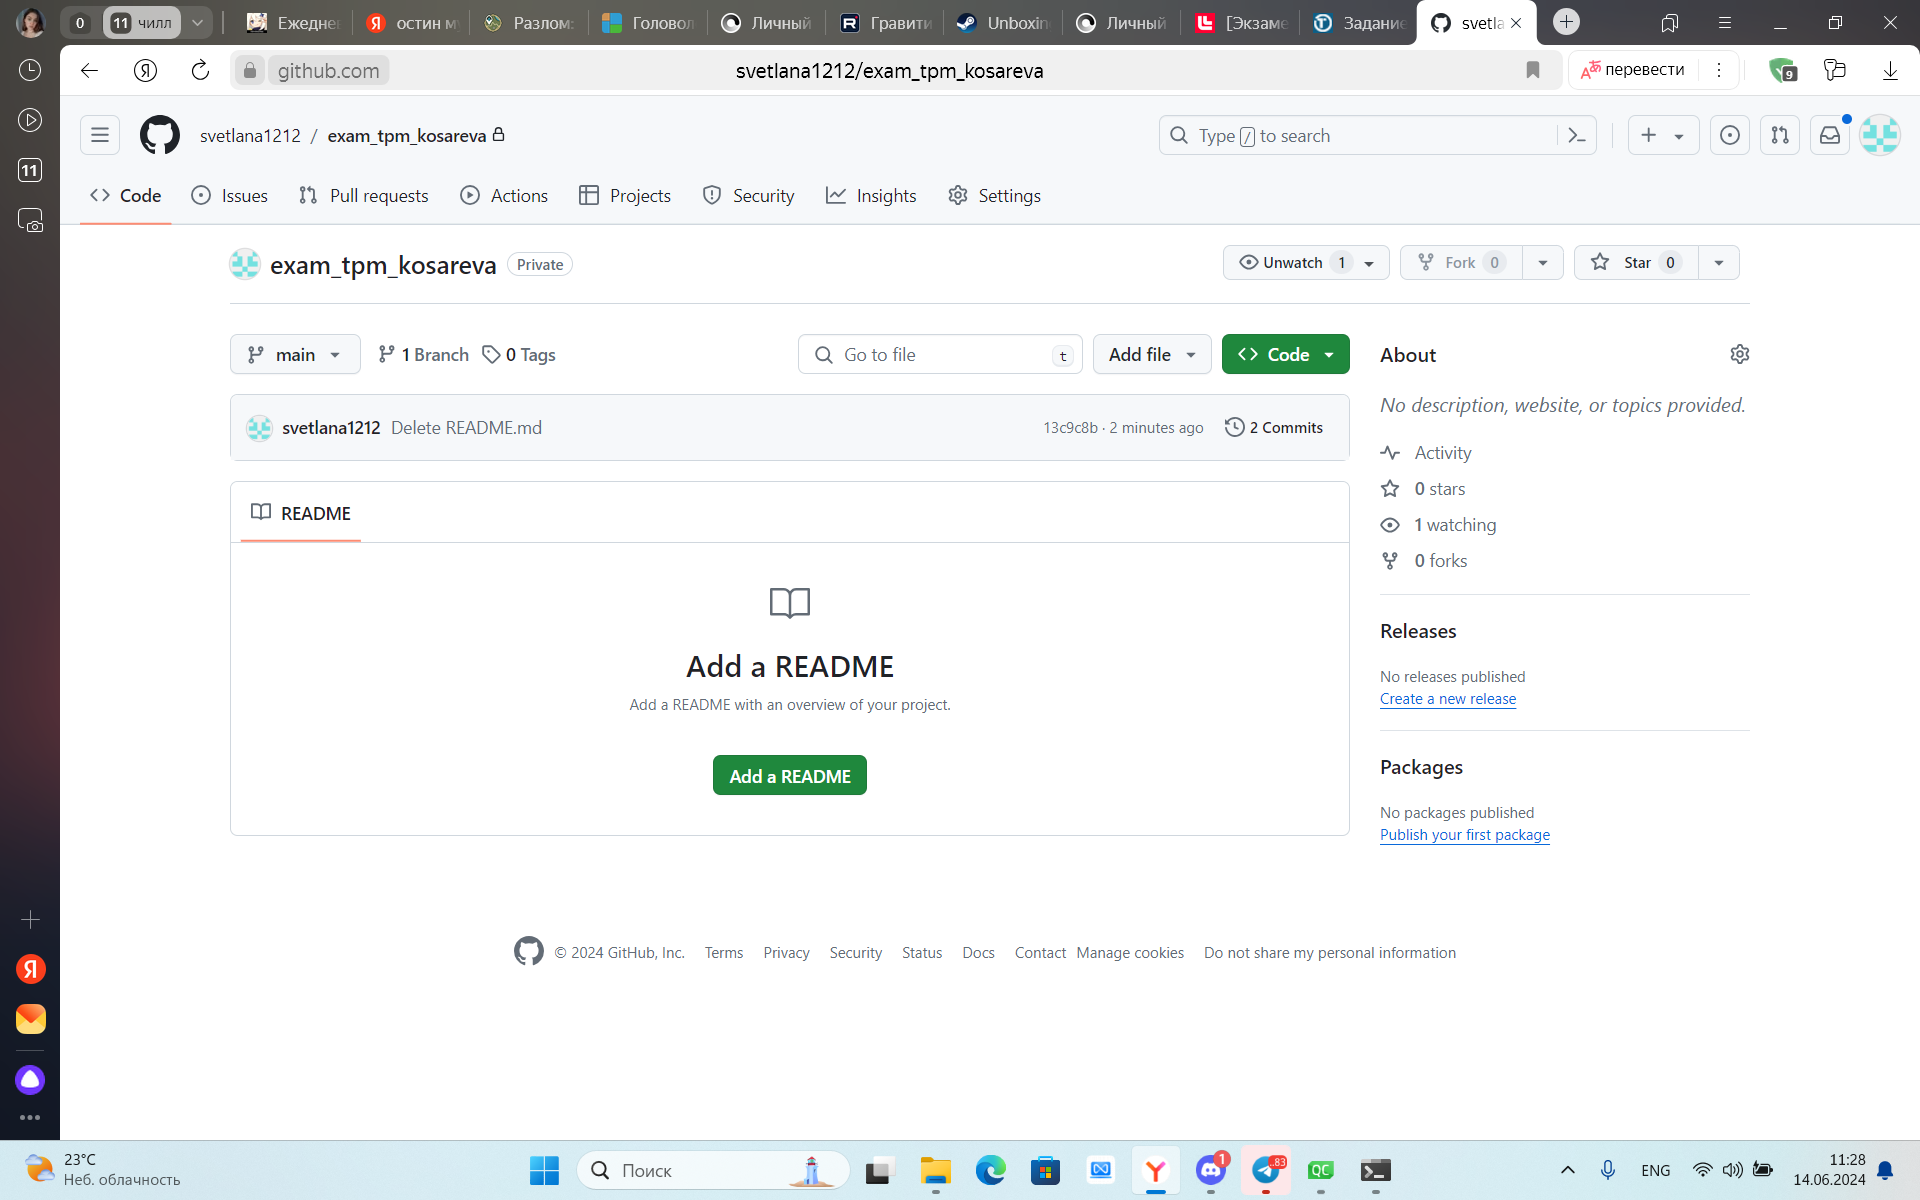 0
11 чилл
Ежеднев
остин м
Разлом:
Голово
Личный
Гравити
Unboxin
Личный
[Экзаме
Задание
svetla
github.com
svetlana1212/exam_tpm_kosareva
перевести
9
11
svetlana1212 / exam_tpm_kosareva
Type / to search
Code
Issues
Pull requests
Actions
Projects
Security
Insights
Settings
exam_tpm_kosareva Private
Unwatch 1
Fork 0
Star 0
main
1 Branch
0 Tags
Go to file t
Add file
Code
svetlana1212 Delete README.md
13c9c8b · 2 minutes ago
2 Commits
README
Add a README
Add a README with an overview of your project.
Add a README
About
No description, website, or topics provided.
Activity
0 stars
1 watching
0 forks
Releases
No releases published
Create a new release
Packages
No packages published
Publish your first package
© 2024 GitHub, Inc. Terms Privacy Security Status Docs Contact Manage cookies Do not share my personal information
23°C
Неб. облачность
Поиск
1
..83
QC
ENG
11:28
14.06.2024